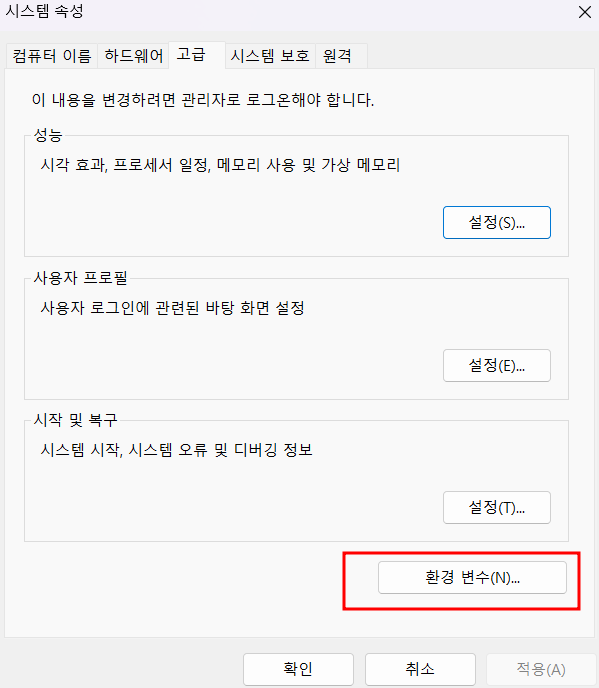 시스템 속성
컴퓨터 이름 하드웨어 고급 시스템 보호 원격
이 내용을 변경하려면 관리자로 로그온해야 합니다.
성능
시각 효과, 프로세서 일정, 메모리 사용 및 가상 메모리
설정(S)...
사용자 프로필
사용자 로그인에 관련된 바탕 화면 설정
설정(E)...
시작 및 복구
시스템 시작, 시스템 오류 및 디버깅 정보
설정(T)...
환경 변수(N)...
확인 취소 적용(A)